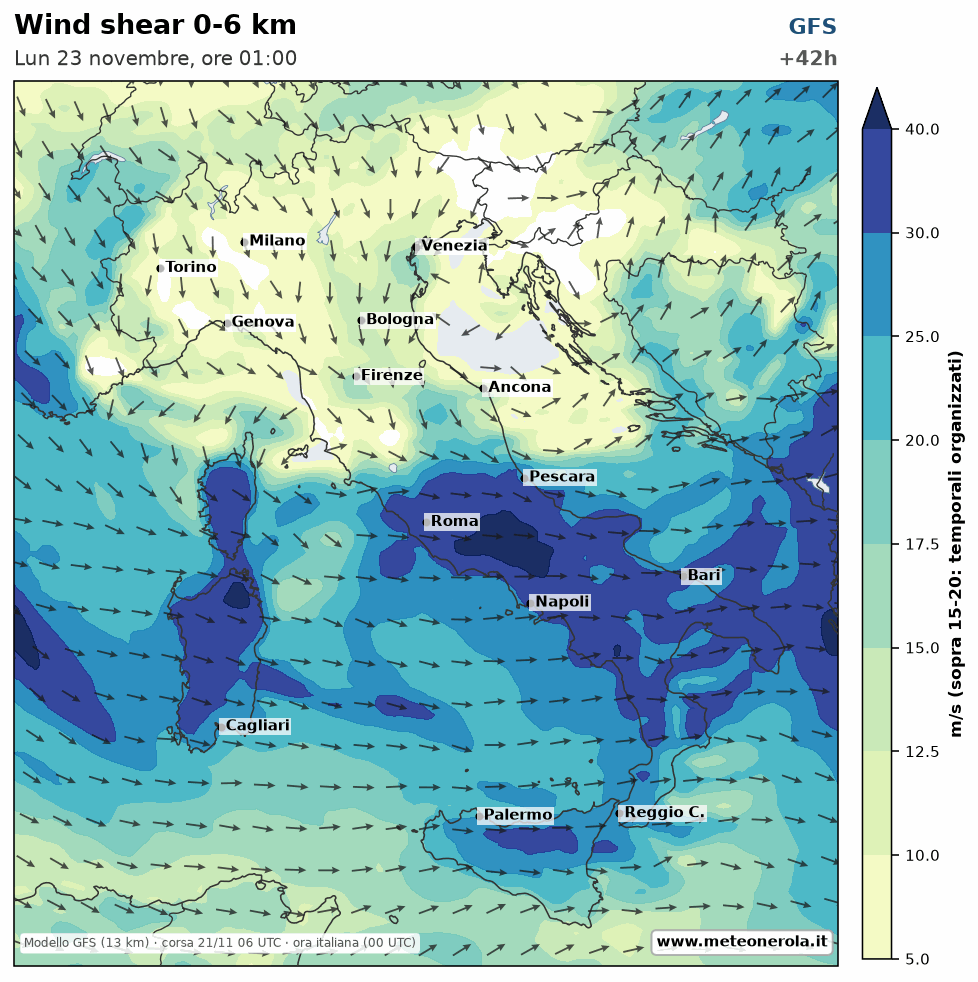 Wind shear 0-6 km
GFS
Lun 23 novembre, ore 01:00
+42h
40.0
30.0
25.0
20.0
17.5
15.0
12.5
10.0
5.0
m/s (sopra 15-20: temporali organizzati)
Milano
Venezia
Torino
Genova
Bologna
Firenze
Ancona
Pescara
Roma
Bari
Napoli
Cagliari
Palermo
Reggio C.
Modello GFS (13 km) · corsa 21/11 06 UTC · ora italiana (00 UTC)
www.meteonerola.it